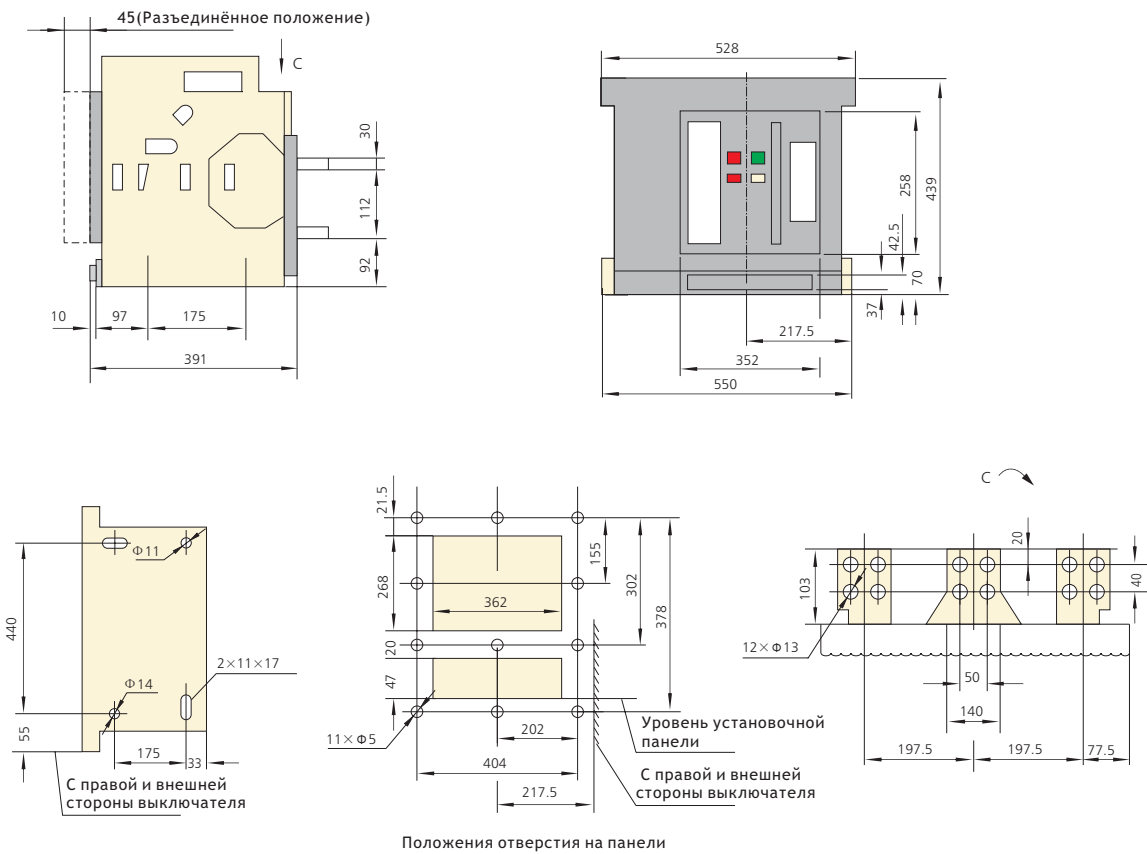 45(Разъединённое положение)
C
30
112
92
10
97
175
391
528
258
439
42.5
70
37
217.5
352
550
Φ11
440
2×11×17
Φ14
55
175
33
С правой и внешней
стороны выключателя
21.5
268
362
155
302
378
20
47
11×Φ5
202
404
217.5
Уровень установочной
панели
С правой и внешней
стороны выключателя
Положения отверстия на панели
C
20
103
40
12×Φ13
50
140
197.5
197.5
77.5